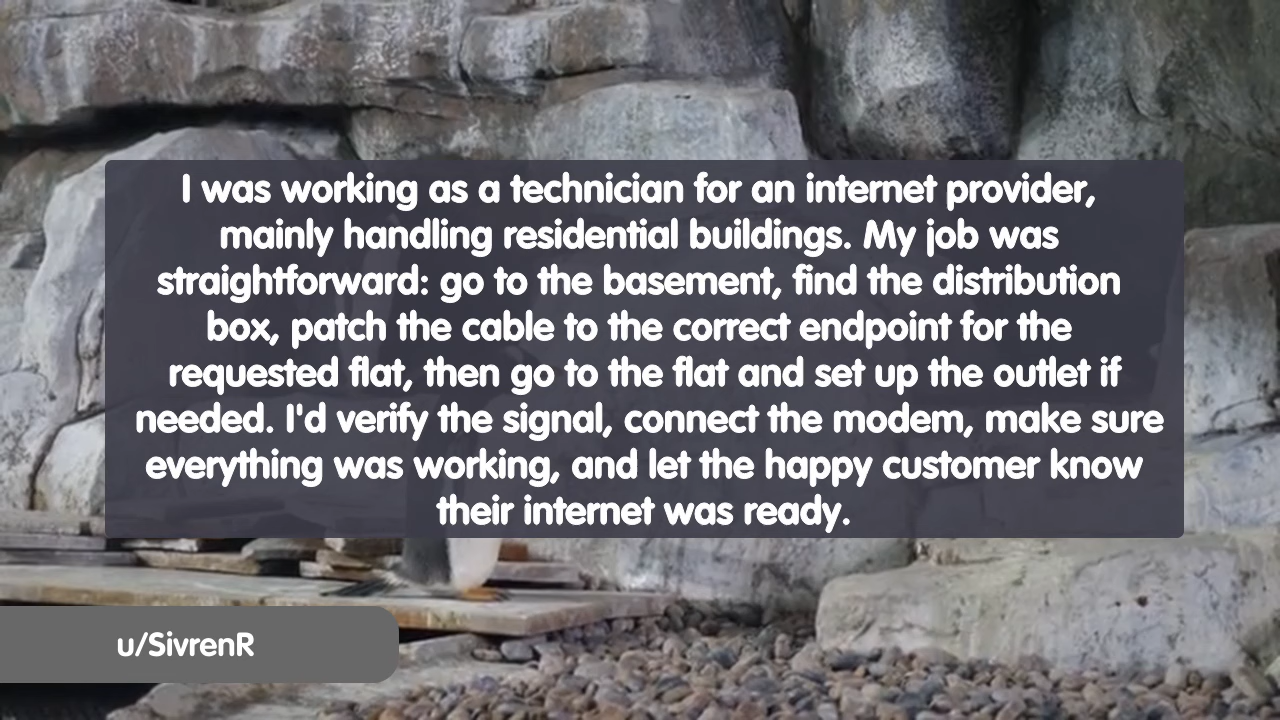 I was working as a technician for an internet provider,
mainly handling residential buildings. My job was
straightforward: go to the basement, find the distribution
box, patch the cable to the correct endpoint for the
requested flat, then go to the flat and set up the outlet if
needed. I'd verify the signal, connect the modem, make sure
everything was working, and let the happy customer know
their internet was ready.
u/SivrenR